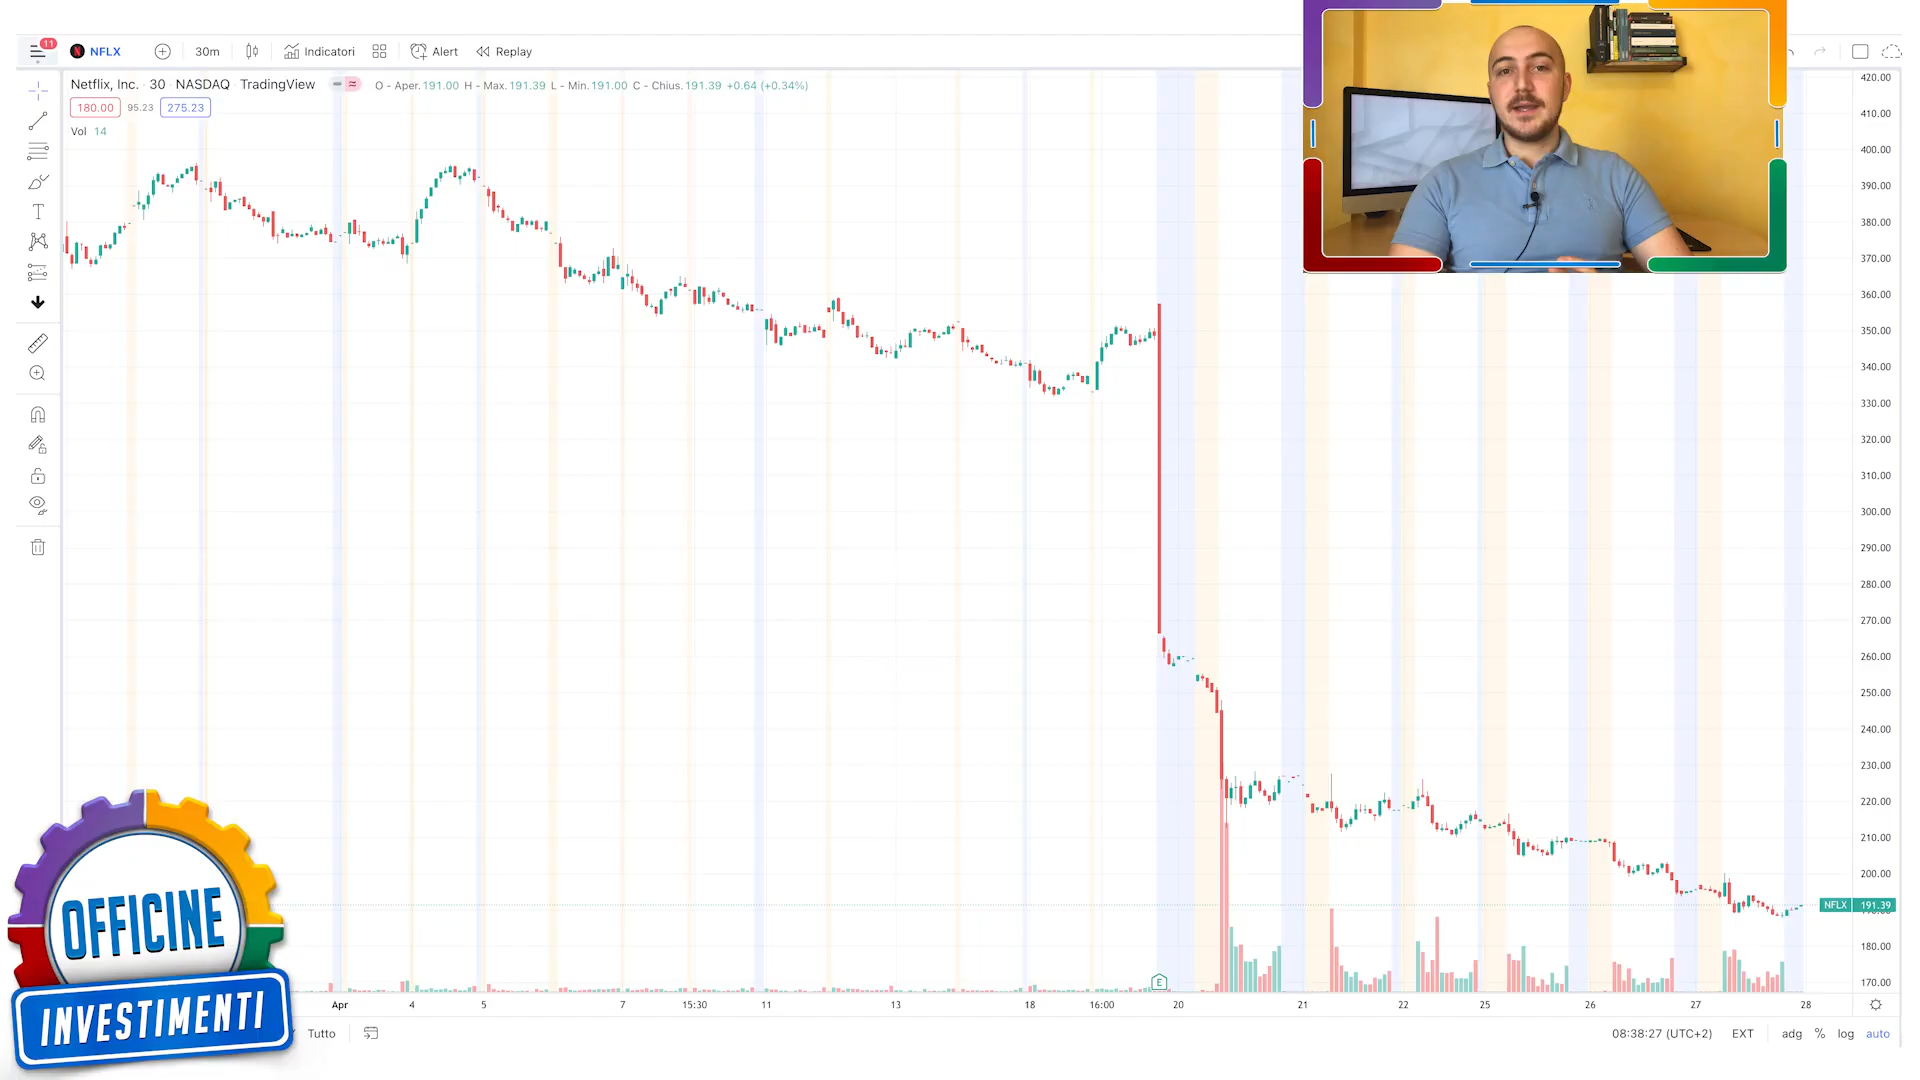 11
NFLX
30m
Indicatori
Alert
Replay
Netflix, Inc. · 30 · NASDAQ · TradingView
O - Aper. 191.00 H - Max. 191.39 L - Min. 191.00 C - Chius. 191.39 +0.64 (+0.34%)
180.00 95.23 275.23
Vol 14
420.00
410.00
400.00
390.00
380.00
370.00
360.00
350.00
340.00
330.00
320.00
310.00
300.00
290.00
280.00
270.00
260.00
250.00
240.00
230.00
220.00
210.00
200.00
NFLX 191.39
180.00
170.00
E
Apr 4 5 7 15:30 11 13 18 16:00 20 21 22 25 26 27 28
Tutto
08:38:27 (UTC+2) EXT adg % log auto
OFFICINE
INVESTIMENTI